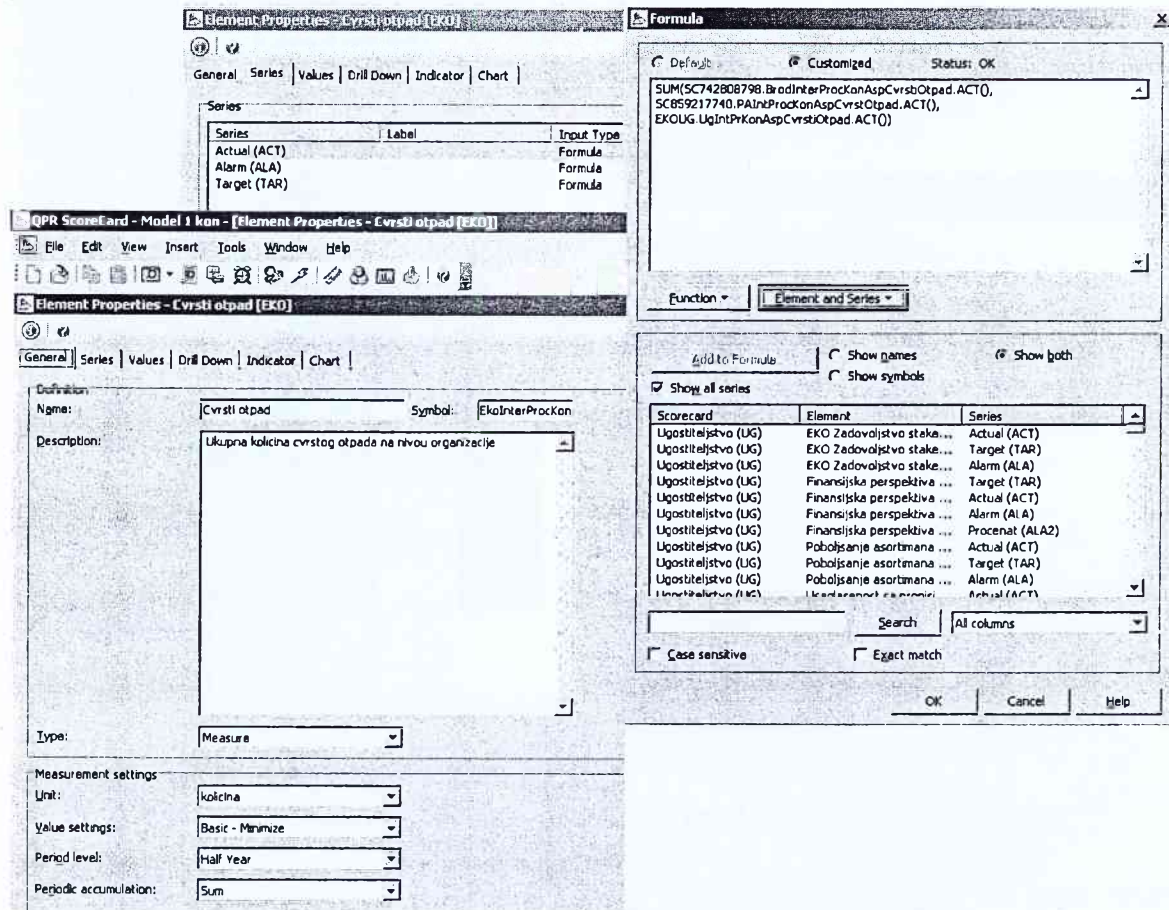 Element Properties - Cvrsti otpad [EKO]
General Series Values Drill Down Indicator Chart
Series
Series Label Input Type
Actual (ACT) Formula
Alarm (ALA) Formula
Target (TAR) Formula
QPR ScoreCard - Model 1 kon - [Element Properties - Cvrsti otpad [EKO]]
File Edit View Insert Tools Window Help
Element Properties - Cvrsti otpad [EKO]
General Series Values Drill Down Indicator Chart
Definition
Name: Cvrsti otpad Symbol: EkoInterProcKon
Description: Ukupna kolicina cvrstog otpada na nivou organizacije
Type: Measure
Measurement settings
Unit: kolicina
Value settings: Basic - Minimize
Period level: Half Year
Periodic accumulation: Sum
Formula
Default Customized Status: OK
SUM(SC742808798.BrodInterProcKonAspCvrstiOtpad.ACT(),
SC859217740.PAIntProcKonAspCvrstOtpad.ACT(),
EKOUG.UgIntPrKonAspCvrstiOtpad.ACT())
Function Element and Series
Add to Formula Show names Show both
Show symbols
Show all series
Scorecard Element Series
Ugostiteljstvo (UG) EKO Zadovoljstvo stake... Actual (ACT)
Ugostiteljstvo (UG) EKO Zadovoljstvo stake... Target (TAR)
Ugostiteljstvo (UG) EKO Zadovoljstvo stake... Alarm (ALA)
Ugostiteljstvo (UG) Finansijska perspektiva ... Target (TAR)
Ugostiteljstvo (UG) Finansijska perspektiva ... Actual (ACT)
Ugostiteljstvo (UG) Finansijska perspektiva ... Alarm (ALA)
Ugostiteljstvo (UG) Finansijska perspektiva ... Procenat (ALA2)
Ugostiteljstvo (UG) Poboljsanje asortimana ... Actual (ACT)
Ugostiteljstvo (UG) Poboljsanje asortimana ... Target (TAR)
Ugostiteljstvo (UG) Poboljsanje asortimana ... Alarm (ALA)
Ugostiteljstvo (UG) Actual (ACT)
Search All columns
Case sensitive Exact match
OK Cancel Help